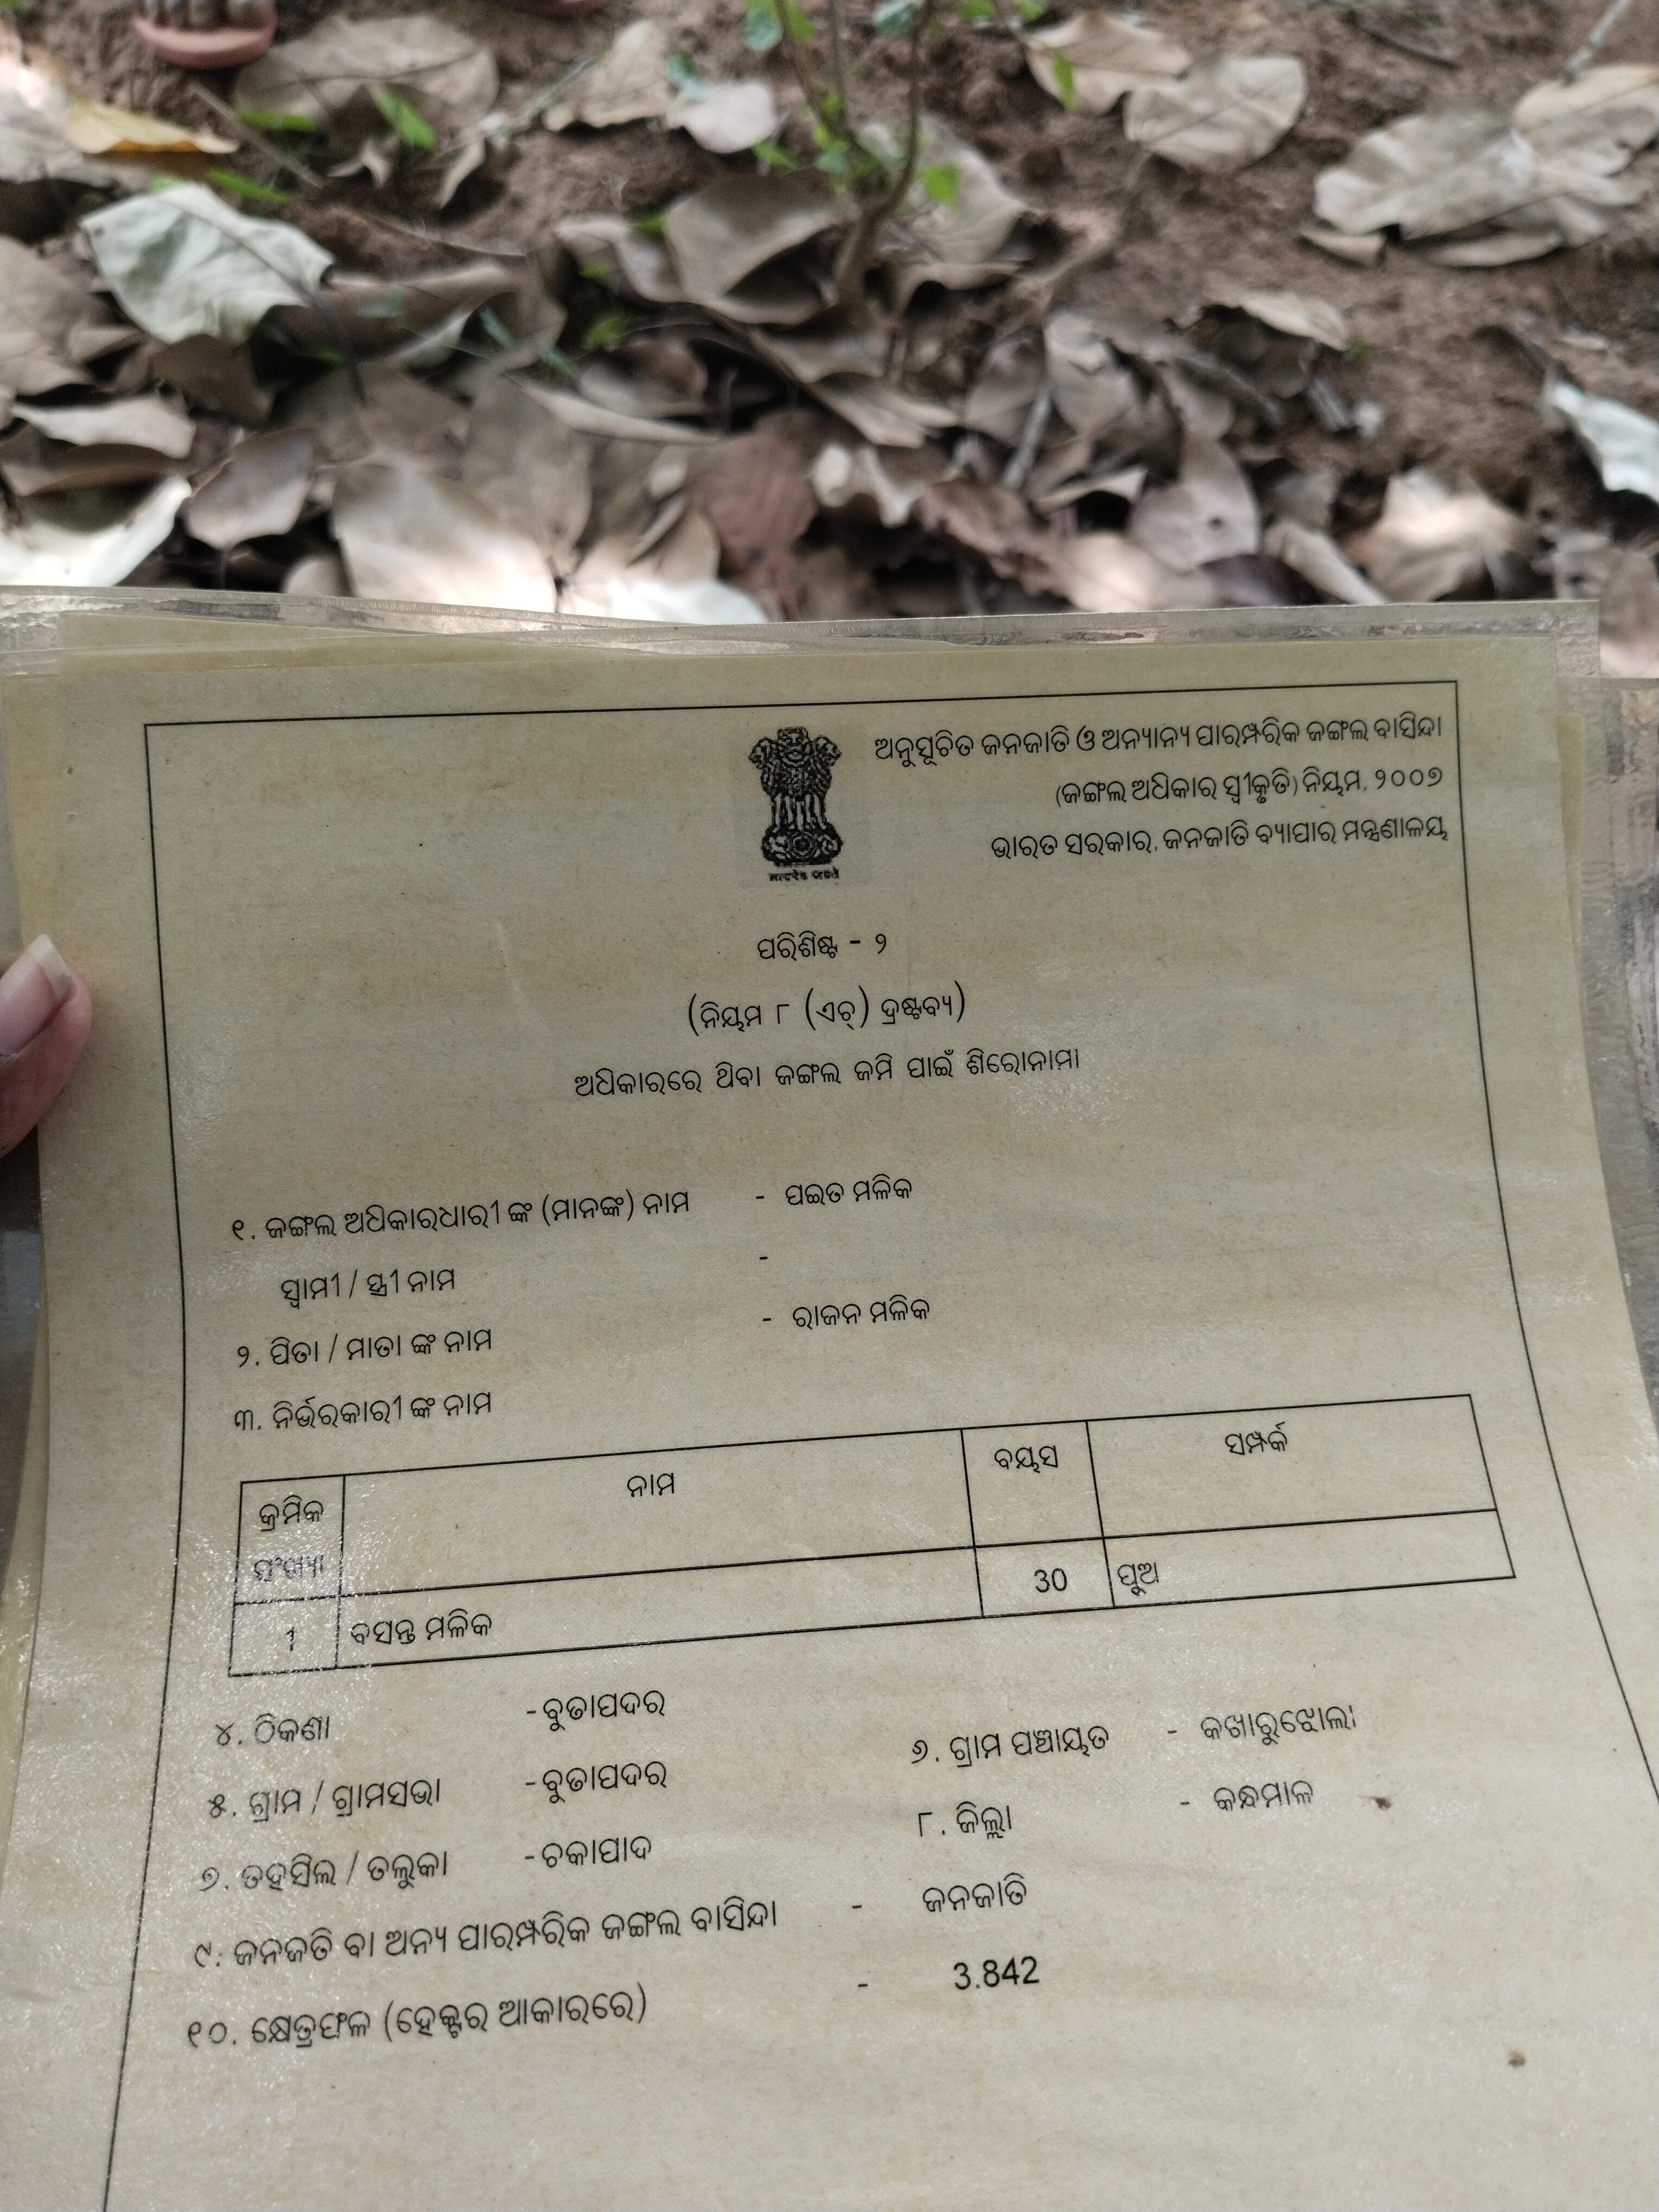 ଅନୁସୂଚିତ ଜନଜାତି ଓ ଅନ୍ୟାନ୍ୟ ପାରମ୍ପରିକ ଜଙ୍ଗଲ ବାସିନ୍ଦା
(ଜଙ୍ଗଲ ଅଧିକାର ସ୍ୱୀକୃତି) ନିୟମ, ୨୦୦୭
ଭାରତ ସରକାର, ଜନଜାତି ବ୍ୟାପାର ମନ୍ତ୍ରଣାଳୟ
ପରିଶିଷ୍ଟ - ୨
(ନିୟମ ୮ (ଏଚ୍) ଦ୍ରଷ୍ଟବ୍ୟ)
ଅଧିକାରରେ ଥିବା ଜଙ୍ଗଲ ଜମି ପାଇଁ ଶିରୋନାମା
୧. ଜଙ୍ଗଲ ଅଧିକାରଧାରୀ ଙ୍କ (ମାନଙ୍କ) ନାମ - ପଇତ ମଳିକ
ସ୍ୱାମୀ / ସ୍ତ୍ରୀ ନାମ -
୨. ପିତା / ମାତା ଙ୍କ ନାମ - ରାଜନ ମଳିକ
୩. ନିର୍ଭରକାରୀ ଙ୍କ ନାମ
କ୍ରମିକ ସଂଖ୍ୟା ନାମ ବୟସ ସମ୍ପର୍କ
1 ବସନ୍ତ ମଳିକ 30 ପୁଅ
୪. ଠିକଣା - ବୁଡାପଦର
୫. ଗ୍ରାମ / ଗ୍ରାମସଭା - ବୁଡାପଦର ୬. ଗ୍ରାମ ପଞ୍ଚାୟତ - କଖାରୁଝୋଲା
୭. ତହସିଲ / ତଲୁକା - ଚକାପାଦ ୮. ଜିଲ୍ଲା - କନ୍ଧମାଳ
୯. ଜନଜତି ବା ଅନ୍ୟ ପାରମ୍ପରିକ ଜଙ୍ଗଲ ବାସିନ୍ଦା - ଜନଜାତି
୧୦. କ୍ଷେତ୍ରଫଳ (ହେକ୍ଟର ଆକାରରେ) - 3.842